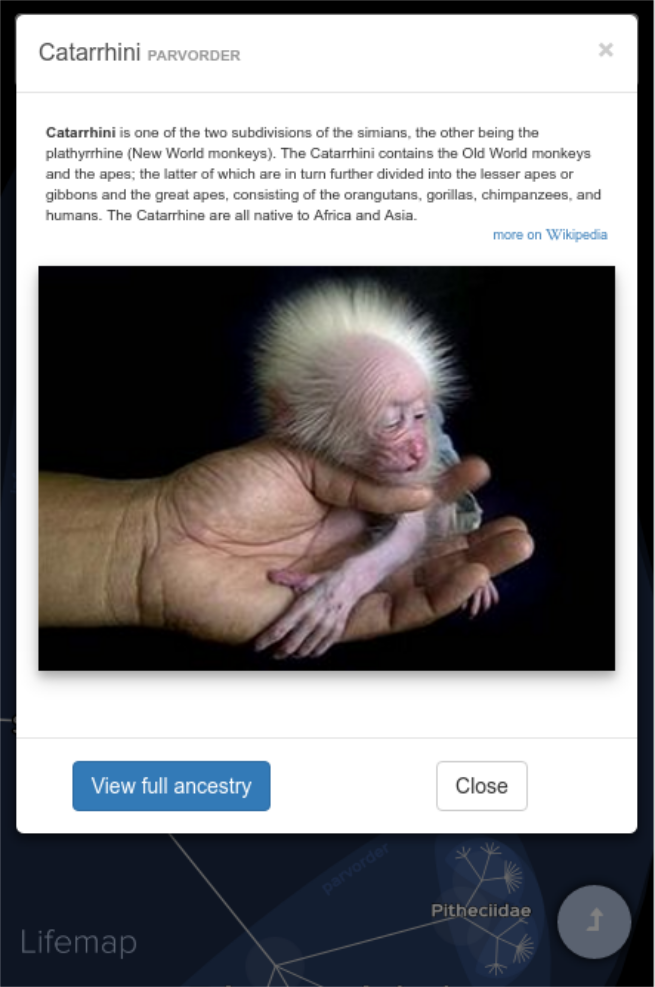 Catarrhini PARVORDER
×
Catarrhini is one of the two subdivisions of the simians, the other being the
plathyrrhine (New World monkeys). The Catarrhini contains the Old World monkeys
and the apes; the latter of which are in turn further divided into the lesser apes or
gibbons and the great apes, consisting of the orangutans, gorillas, chimpanzees, and
humans. The Catarrhine are all native to Africa and Asia.
more on Wikipedia
View full ancestry
Close
parvorder
Pitheciidae
Lifemap